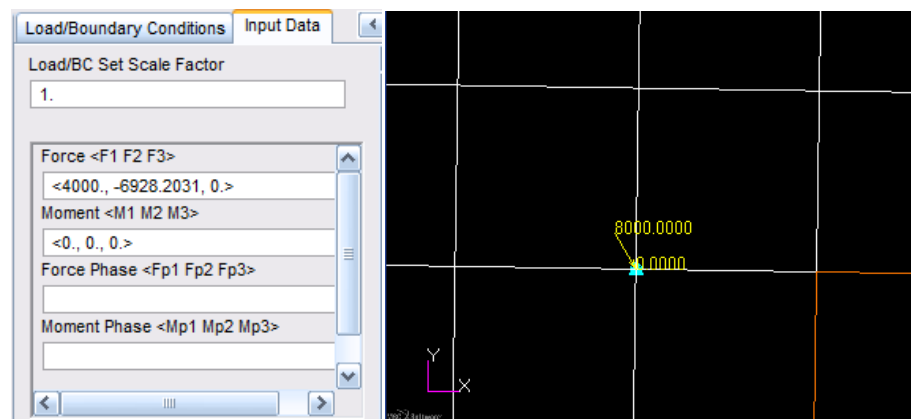 Load/Boundary Conditions
Input Data
Load/BC Set Scale Factor
1.
Force <F1 F2 F3>
<4000., -6928.2031, 0.>
Moment <M1 M2 M3>
<0., 0., 0.>
Force Phase <Fp1 Fp2 Fp3>
Moment Phase <Mp1 Mp2 Mp3>
8000.0000
0.0000
Y
X